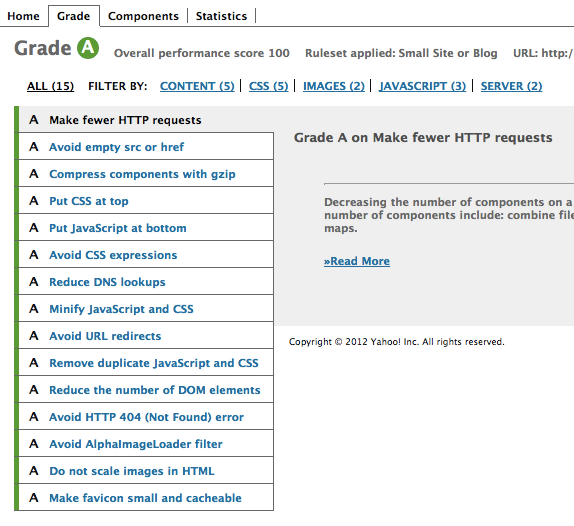 Home Grade Components Statistics
Grade A Overall performance score 100 Ruleset applied: Small Site or Blog URL: http:/
ALL (15) FILTER BY: CONTENT (5) CSS (5) IMAGES (2) JAVASCRIPT (3) SERVER (2)
A Make fewer HTTP requests
A Avoid empty src or href
A Compress components with gzip
A Put CSS at top
A Put JavaScript at bottom
A Avoid CSS expressions
A Reduce DNS lookups
A Minify JavaScript and CSS
A Avoid URL redirects
A Remove duplicate JavaScript and CSS
A Reduce the number of DOM elements
A Avoid HTTP 404 (Not Found) error
A Avoid AlphaImageLoader filter
A Do not scale images in HTML
A Make favicon small and cacheable
Grade A on Make fewer HTTP requests
Decreasing the number of components on a
number of components include: combine file
maps.
»Read More
Copyright © 2012 Yahoo! Inc. All rights reserved.